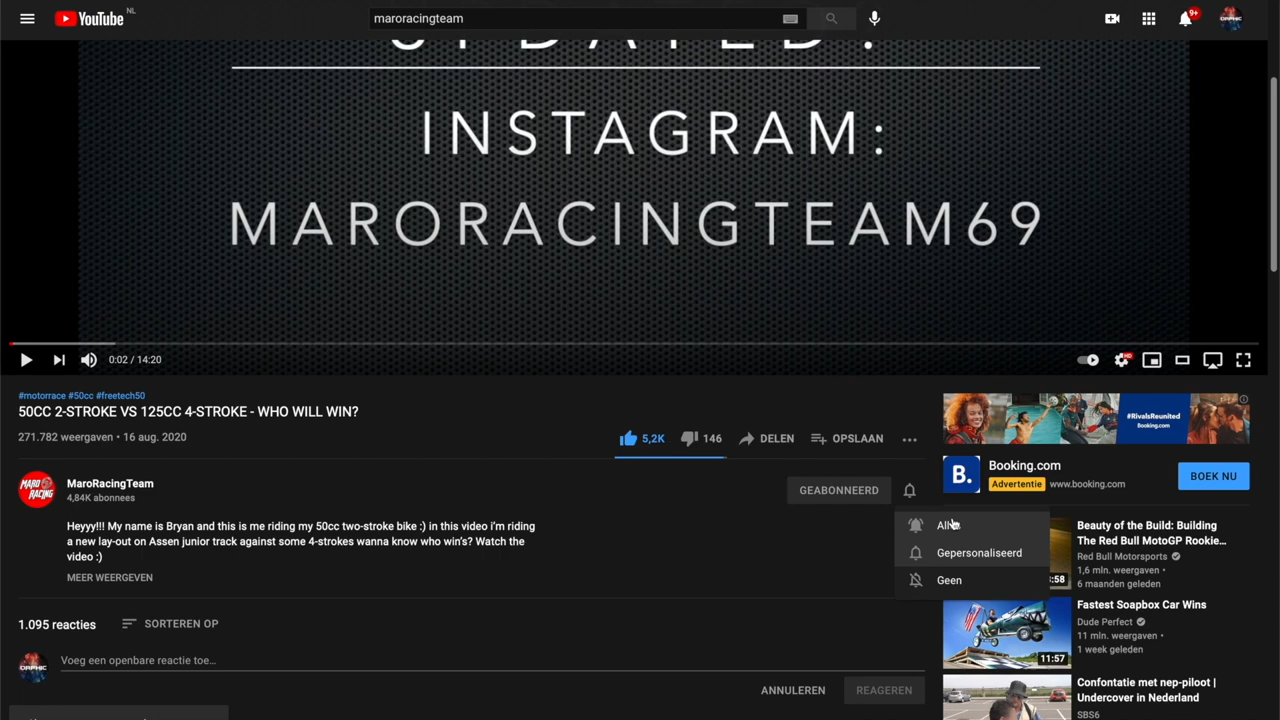 YouTube NL
maroracingteam
9+
UPDATED!
INSTAGRAM:
MARORACINGTEAM69
0:02 / 14:20
HD
#motorrace #50cc #freetech50
50CC 2-STROKE VS 125CC 4-STROKE - WHO WILL WIN?
271.782 weergaven • 16 aug. 2020
5,2K
146
DELEN
OPSLAAN
MARO RACING
MaroRacingTeam
4,84K abonnees
GEABONNEERD
Heyyy!!! My name is Bryan and this is me riding my 50cc two-stroke bike :) in this video i'm riding
a new lay-out on Assen junior track against some 4-strokes wanna know who win's? Watch the
video :)
MEER WEERGEVEN
Gepersonaliseerd
Geen
1.095 reacties
SORTEREN OP
Voeg een openbare reactie toe...
ANNULEREN
REAGEREN
#RivalsReunited
Booking.com
B.
Booking.com
Advertentie www.booking.com
BOEK NU
Beauty of the Build: Building
The Red Bull MotoGP Rookie...
Red Bull Motorsports
1,6 mln. weergaven •
6 maanden geleden
:58
Fastest Soapbox Car Wins
Dude Perfect
11 mln. weergaven •
1 week geleden
11:57
Confontatie met nep-piloot |
Undercover in Nederland
SBS6